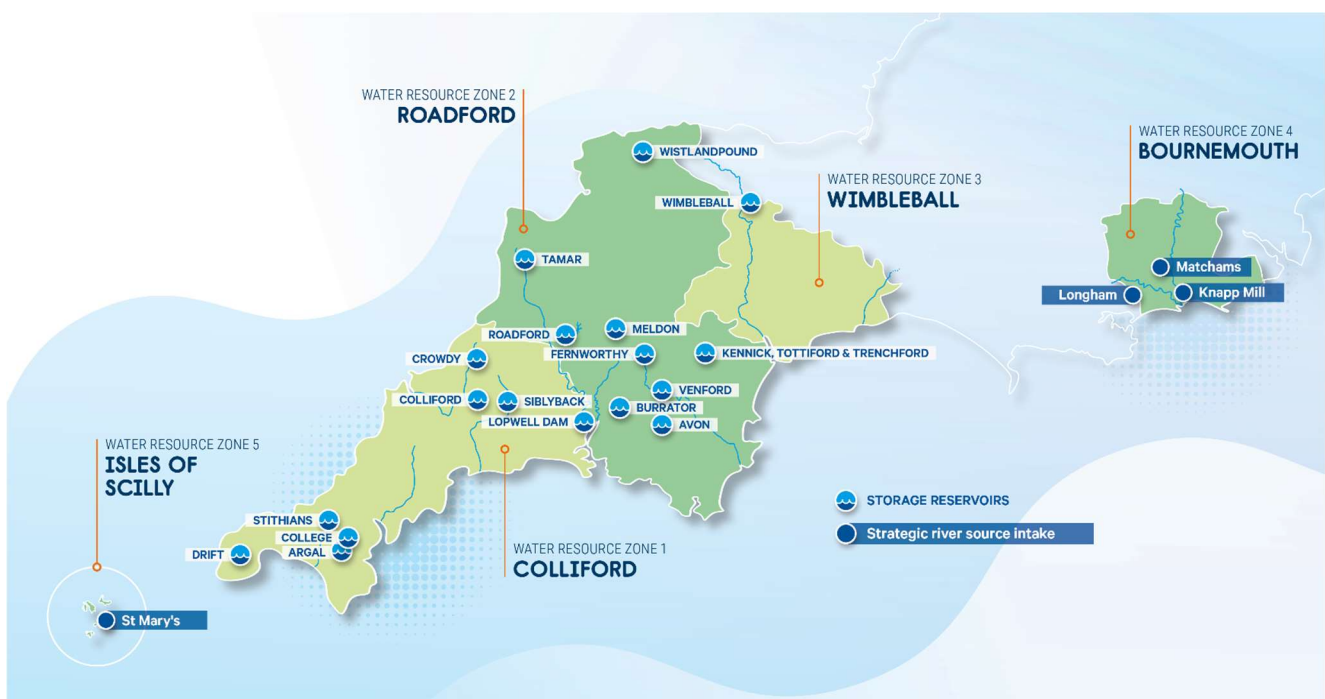 WATER RESOURCE ZONE 2
ROADFORD
WATER RESOURCE ZONE 4
BOURNEMOUTH
WISTLANDPOUND
WATER RESOURCE ZONE 3
WIMBLEBALL
WIMBLEBALL
TAMAR
Matchams
Longham
Knapp Mill
ROADFORD
MELDON
CROWDY
FERNWORTHY
KENNICK, TOTTIFORD & TRENCHFORD
COLLIFORD
SIBLYBACK
VENFORD
BURRATOR
LOPWELL DAM
AVON
WATER RESOURCE ZONE 5
ISLES OF
SCILLY
STORAGE RESERVOIRS
Strategic river source intake
STITHIANS
COLLEGE
ARGAL
DRIFT
WATER RESOURCE ZONE 1
COLLIFORD
St Mary's